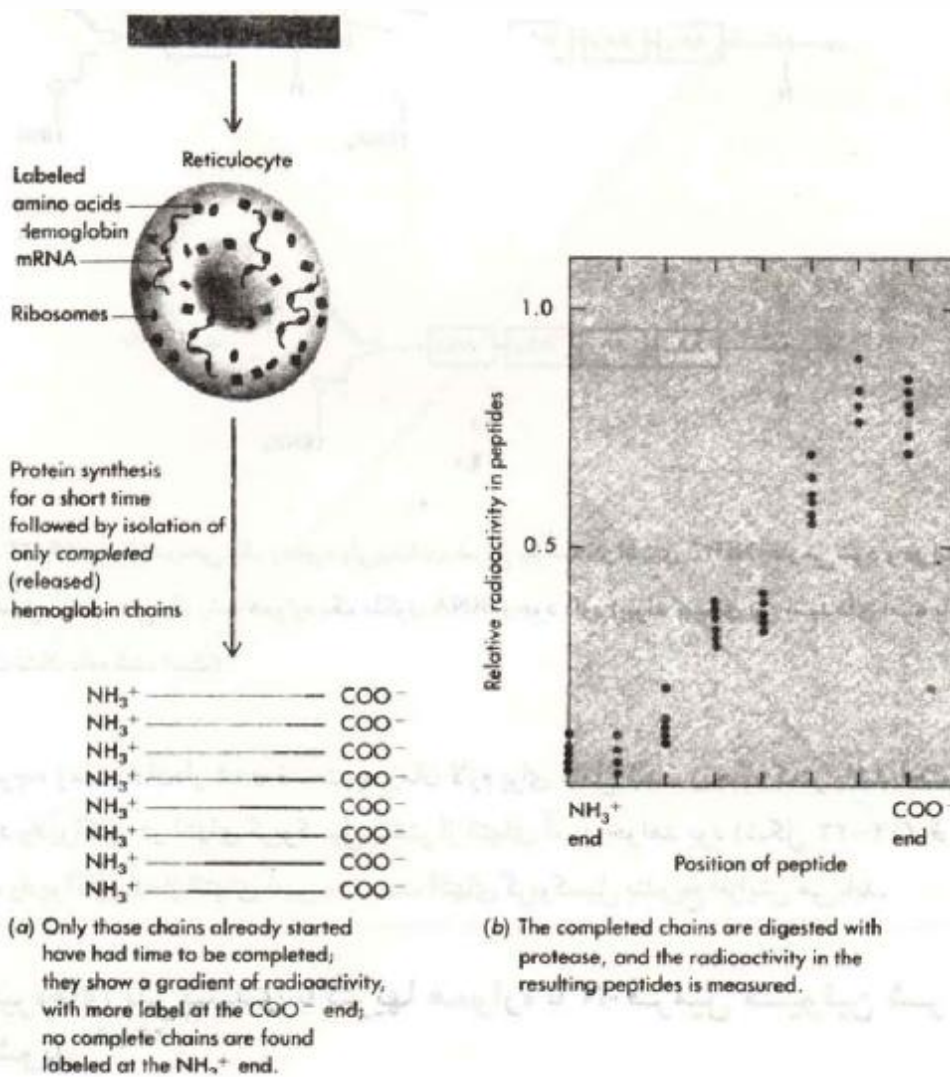 Reticulocyte
Labeled
amino acids
Hemoglobin
mRNA
Ribosomes
Protein synthesis
for a short time
followed by isolation of
only completed
(released)
hemoglobin chains
NH₃⁺ COO⁻
NH₃⁺ COO⁻
NH₃⁺ COO⁻
NH₃⁺ COO⁻
NH₃⁺ COO⁻
NH₃⁺ COO⁻
NH₃⁺ COO⁻
NH₃⁺ COO⁻
(a) Only those chains already started
have had time to be completed;
they show a gradient of radioactivity,
with more label at the COO⁻ end;
no complete chains are found
labeled at the NH₃⁺ end.
Relative radioactivity in peptides
1.0
0.5
NH₃⁺
end
COO⁻
end
Position of peptide
(b) The completed chains are digested with
protease, and the radioactivity in the
resulting peptides is measured.